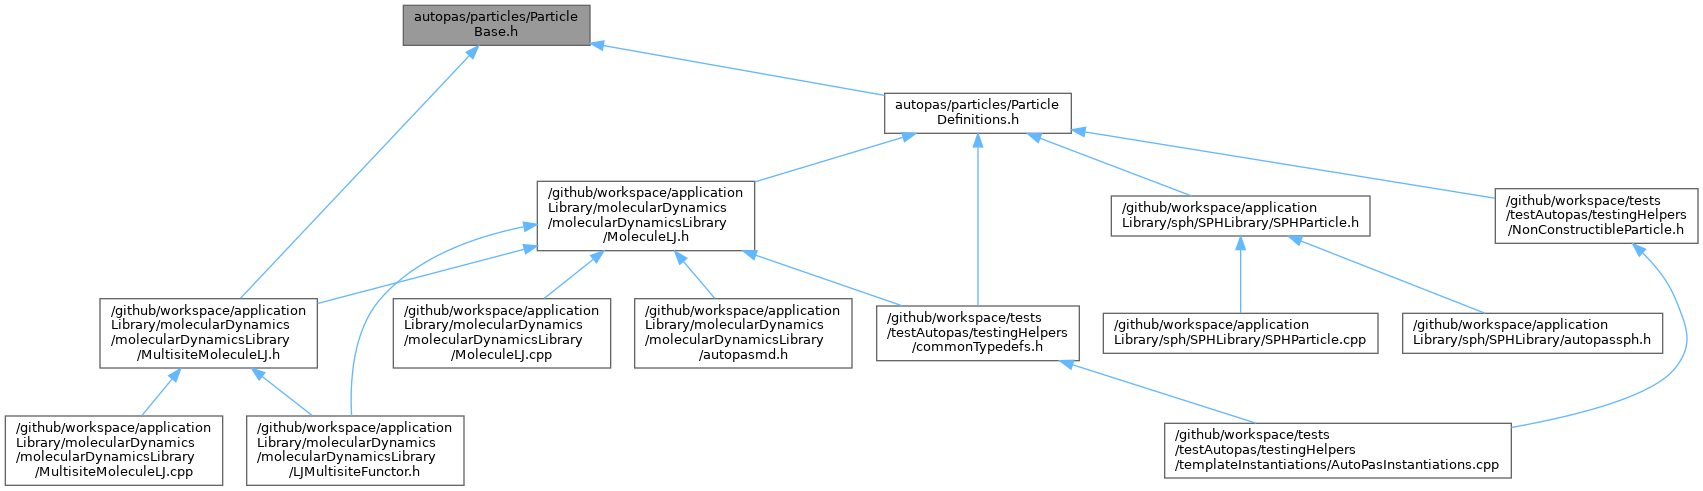 autopas/particles/Particle
Base.h
autopas/particles/Particle
Definitions.h
/github/workspace/application
Library/molecularDynamics
/molecularDynamicsLibrary
/MoleculeLJ.h
/github/workspace/application
Library/sph/SPHLibrary/SPHParticle.h
/github/workspace/tests
/testAutopas/testingHelpers
/NonConstructibleParticle.h
/github/workspace/application
Library/molecularDynamics
/molecularDynamicsLibrary
/MultisiteMoleculeLJ.h
/github/workspace/application
Library/molecularDynamics
/molecularDynamicsLibrary
/MoleculeLJ.cpp
/github/workspace/application
Library/molecularDynamics
/molecularDynamicsLibrary
/autopasmd.h
/github/workspace/tests
/testAutopas/testingHelpers
/commonTypedefs.h
/github/workspace/application
Library/sph/SPHLibrary/SPHParticle.cpp
/github/workspace/application
Library/sph/SPHLibrary/autopassph.h
/github/workspace/application
Library/molecularDynamics
/molecularDynamicsLibrary
/MultisiteMoleculeLJ.cpp
/github/workspace/application
Library/molecularDynamics
/molecularDynamicsLibrary
/LJMultisiteFunctor.h
/github/workspace/tests
/testAutopas/testingHelpers
/templateInstantiations/AutoPasInstantiations.cpp